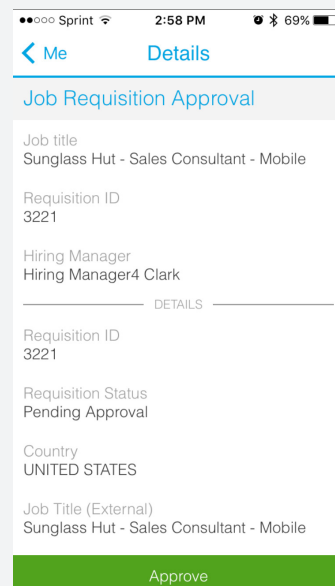 Sprint 2:58 PM 69%
Me Details
Job Requisition Approval
Job title
Sunglass Hut - Sales Consultant - Mobile
Requisition ID
3221
Hiring Manager
Hiring Manager4 Clark
DETAILS
Requisition ID
3221
Requisition Status
Pending Approval
Country
UNITED STATES
Job Title (External)
Sunglass Hut - Sales Consultant - Mobile
Approve